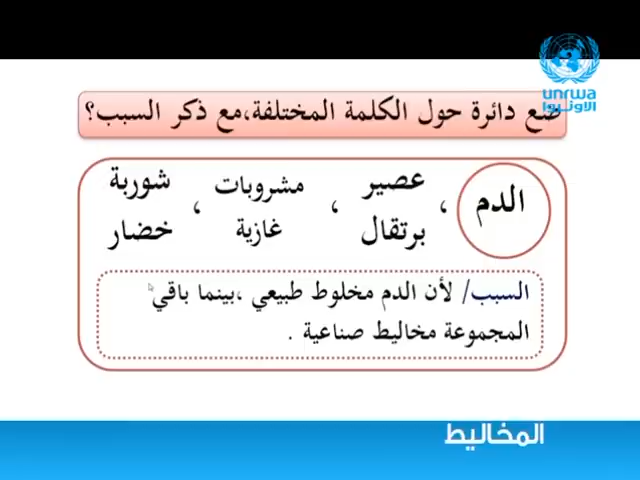 unrwa
الاونروا
ضع دائرة حول الكلمة المختلفة،مع ذكر السبب؟
الدم ، عصير برتقال ، مشروبات غازية ، شوربة خضار
السبب/ لأن الدم مخلوط طبيعي ،بينما باقي
المجموعة مخاليط صناعية .
المخاليط